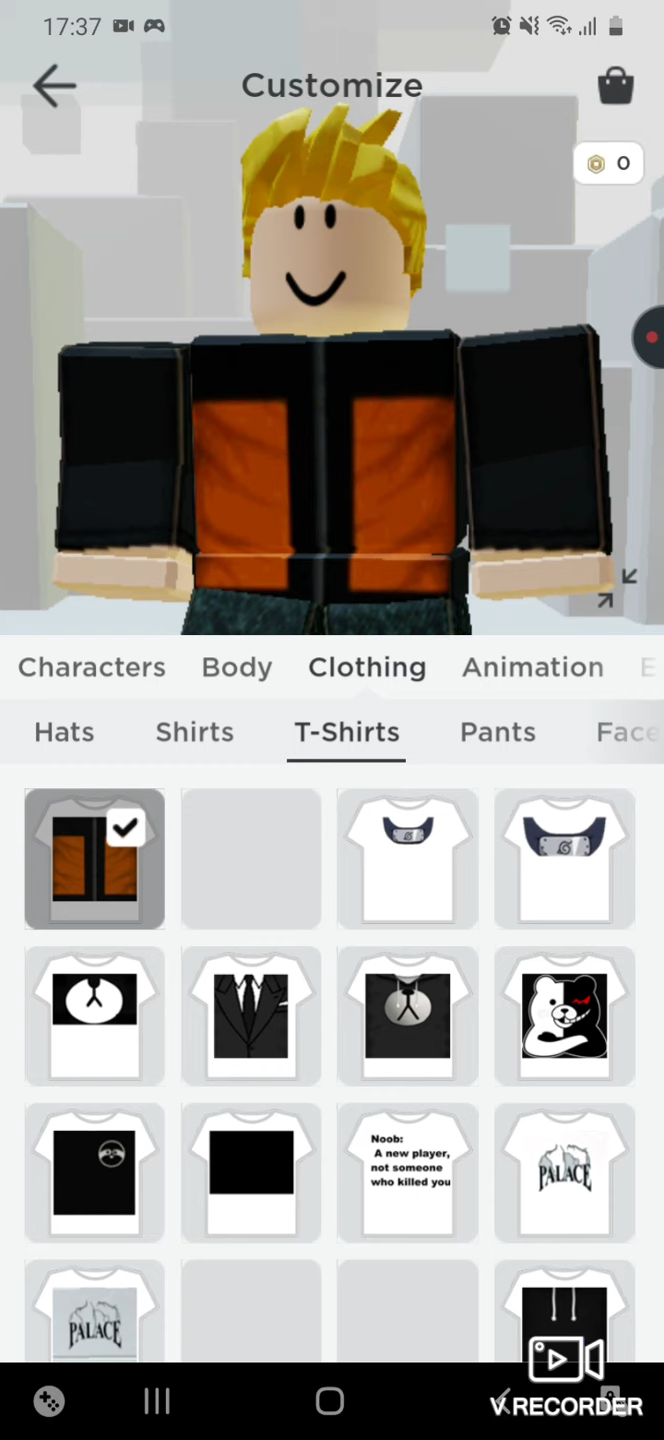 17:37
Customize
0
Characters Body Clothing Animation E
Hats Shirts T-Shirts Pants Face
Noob:
A new player,
not someone
who killed you
PALACE
PALACE
V.RECORDER